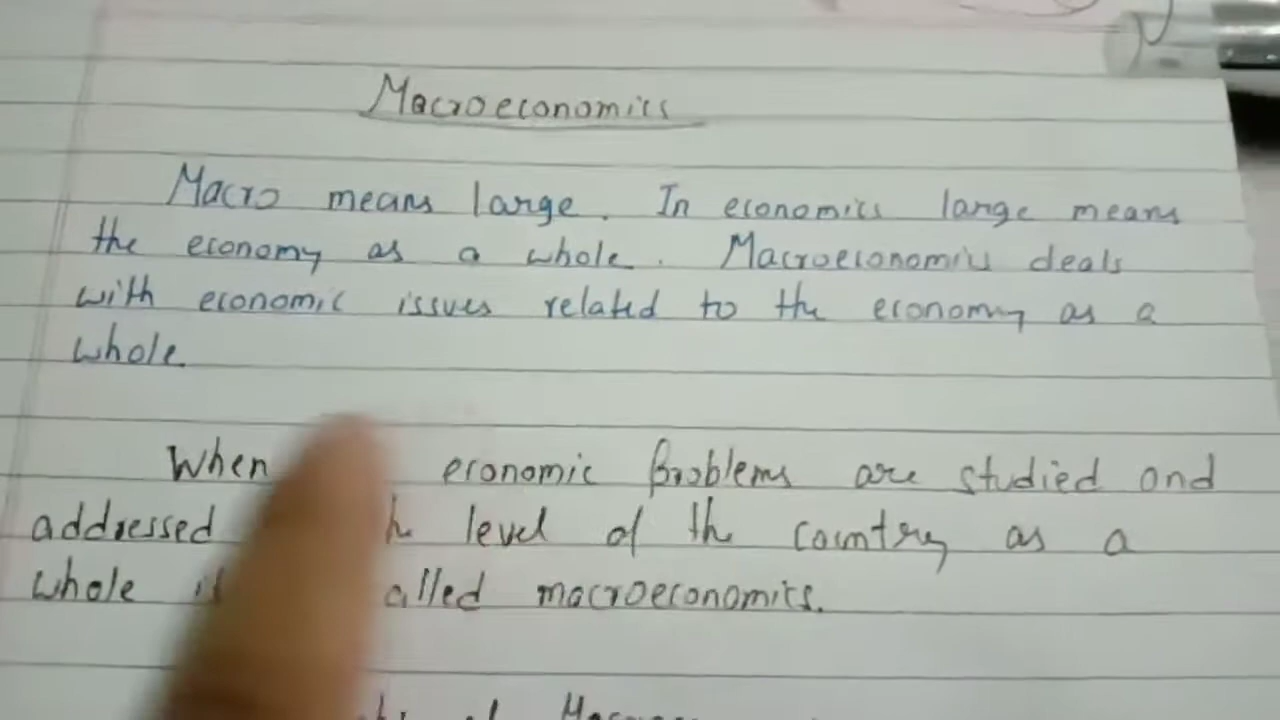 Macroeconomics
Macro means large. In economics large means
the economy as a whole. Macroeconomics deals
with economic issues related to the economy as a
whole.
When economic problems are studied and
addressed level of the country as a
whole called macroeconomics.